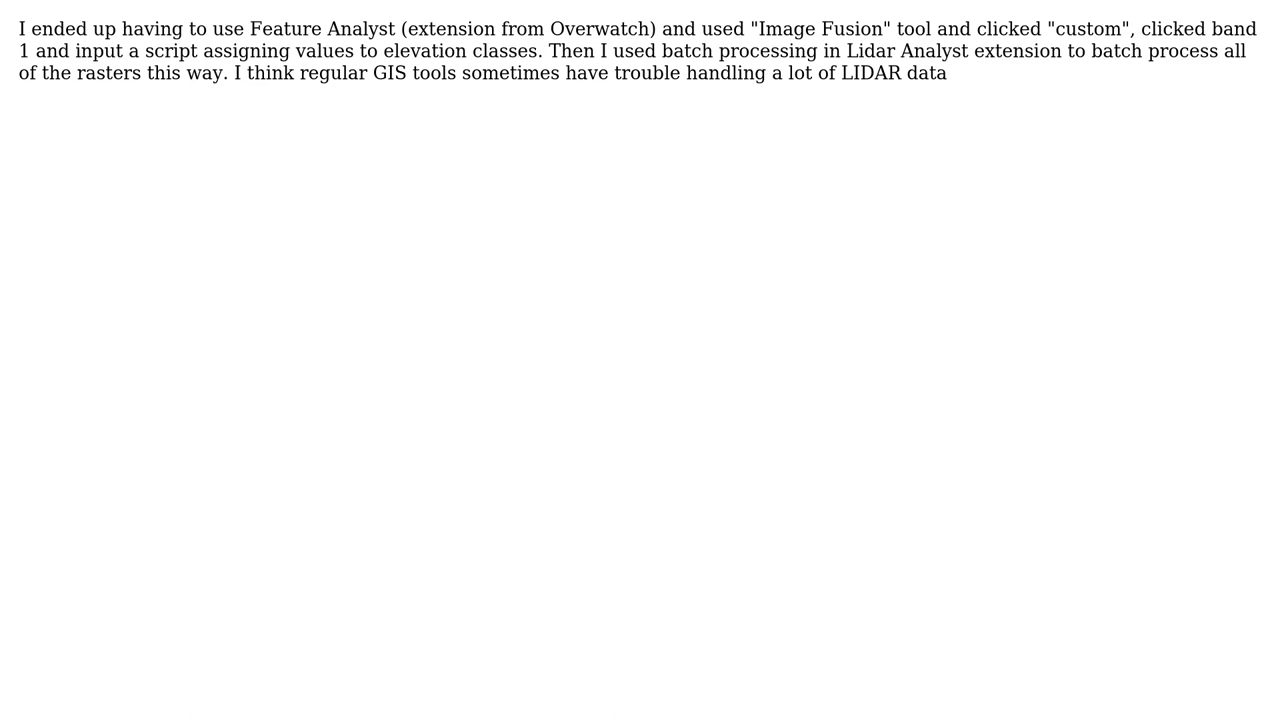 I ended up having to use Feature Analyst (extension from Overwatch) and used "Image Fusion" tool and clicked "custom", clicked band
1 and input a script assigning values to elevation classes. Then I used batch processing in Lidar Analyst extension to batch process all
of the rasters this way. I think regular GIS tools sometimes have trouble handling a lot of LIDAR data